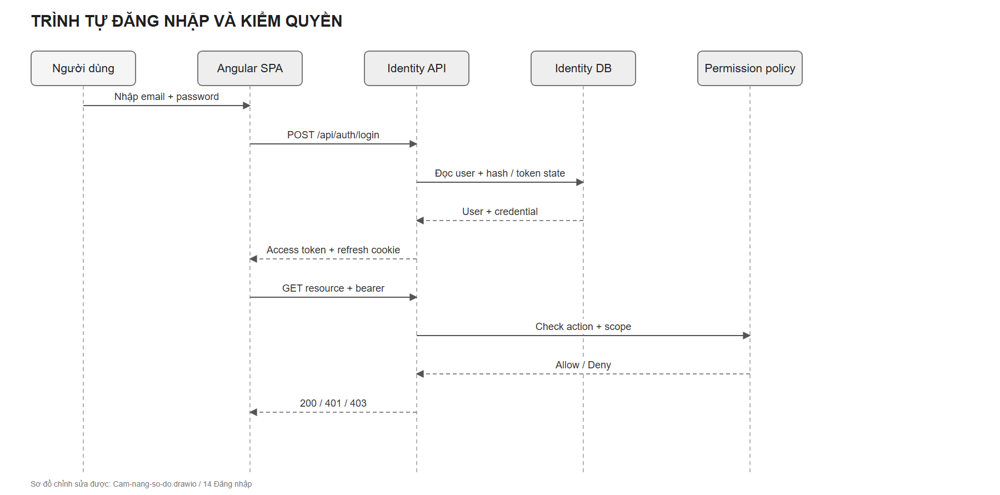 TRÌNH TỰ ĐĂNG NHẬP VÀ KIỂM QUYỀN
Người dùng
Angular SPA
Identity API
Identity DB
Permission policy
Nhập email + password
POST /api/auth/login
Đọc user + hash / token state
User + credential
Access token + refresh cookie
GET resource + bearer
Check action + scope
Allow / Deny
200 / 401 / 403
Sơ đồ chỉnh sửa được: Cam-nang-so-do.drawio / 14 Đăng nhập